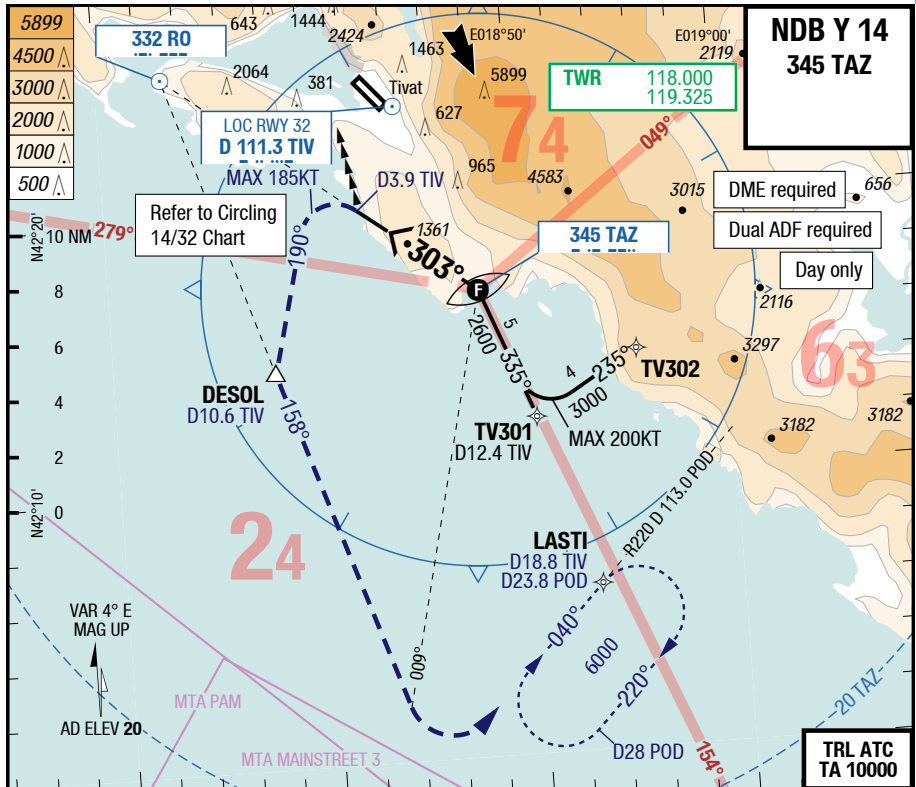 5899
4500
3000
2000
1000
500
643
1444
2424
1463
E018°50'
E019°00'
2119
NDB Y 14
345 TAZ
332 RO
2064
381
Tivat
5899
TWR 118.000
119.325
627
74
LOC RWY 32
D 111.3 TIV
049°
965
4583
3015
656
MAX 185KT
D3.9 TIV
DME required
Dual ADF required
Day only
Refer to Circling
14/32 Chart
N42°20'
10 NM
279°
190°
1361
303°
345 TAZ
F
8
2116
2600
5
335°
4
235°
3000
TV302
3297
63
6
DESOL
D10.6 TIV
158°
4
TV301
D12.4 TIV
MAX 200KT
3182
3182
2
R220 D 113.0 POD
N42°10'
0
24
LASTI
D18.8 TIV
D23.8 POD
VAR 4° E
MAG UP
040°
6000
220°
009°
MTA PAM
20 TAZ
AD ELEV 20
MTA MAINSTREET 3
D28 POD
154°
TRL ATC
TA 10000